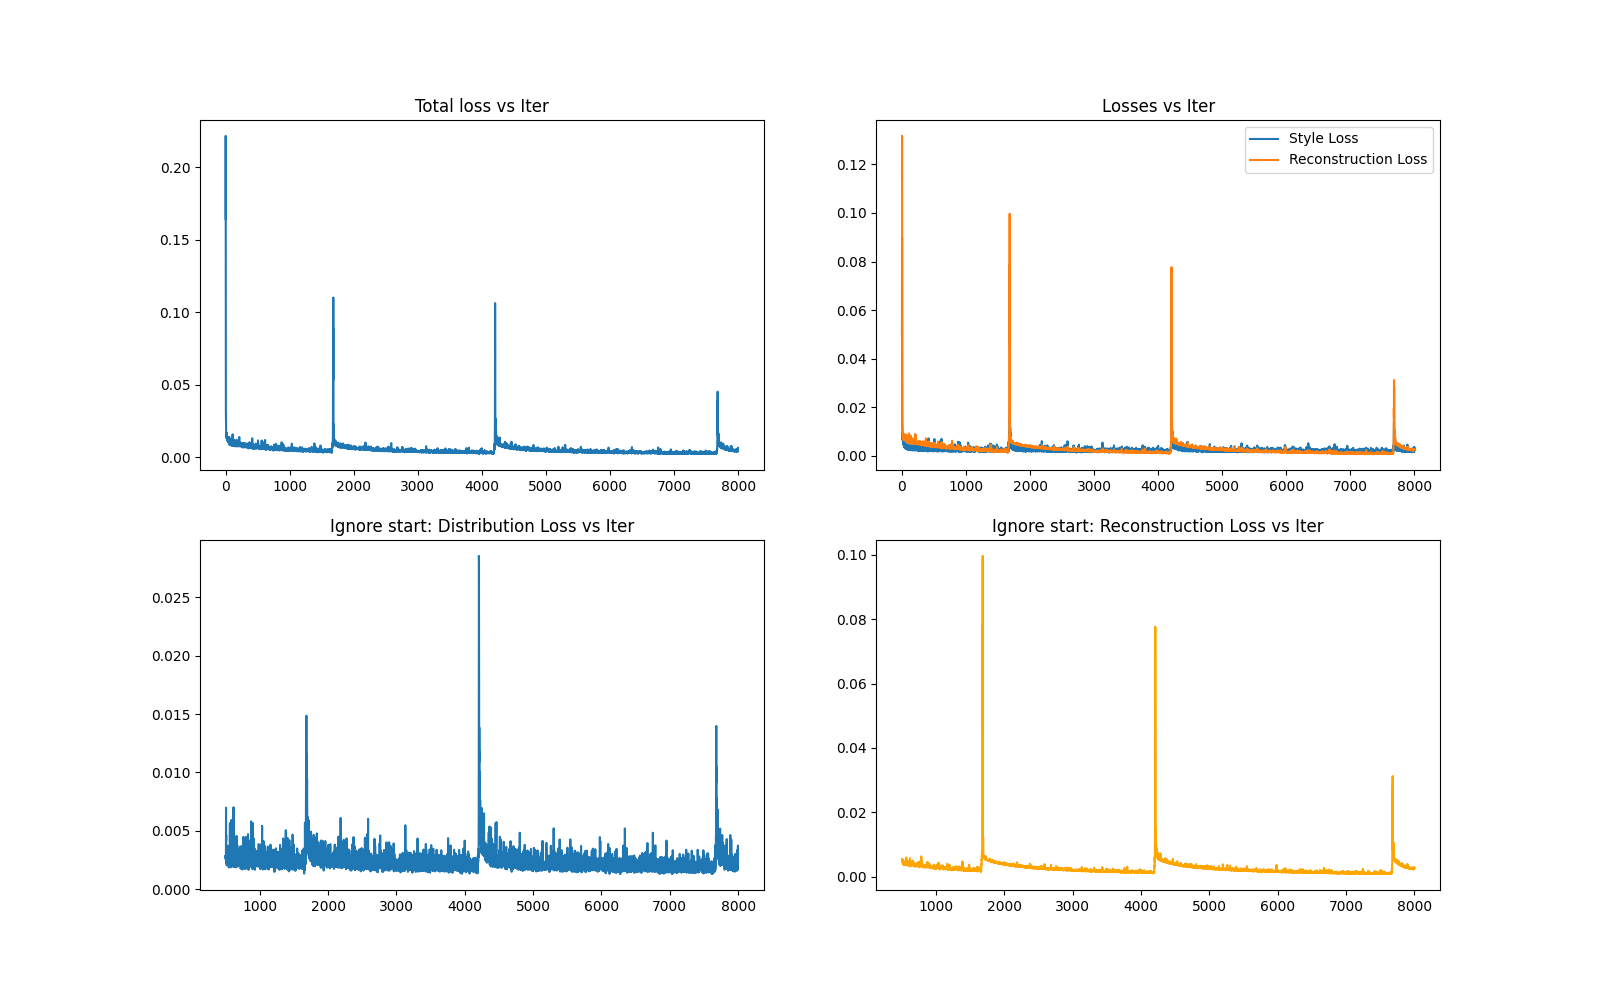 Total loss vs Iter
0.20
0.15
0.10
0.05
0.00
0 1000 2000 3000 4000 5000 6000 7000 8000
Losses vs Iter
Style Loss
Reconstruction Loss
0.12
0.10
0.08
0.06
0.04
0.02
0.00
0 1000 2000 3000 4000 5000 6000 7000 8000
Ignore start: Distribution Loss vs Iter
0.025
0.020
0.015
0.010
0.005
0.000
1000 2000 3000 4000 5000 6000 7000 8000
Ignore start: Reconstruction Loss vs Iter
0.10
0.08
0.06
0.04
0.02
0.00
1000 2000 3000 4000 5000 6000 7000 8000